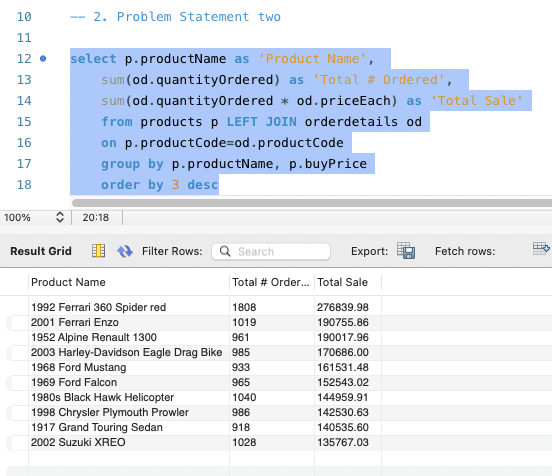 10 -- 2. Problem Statement two
11
12 select p.productName as 'Product Name',
13 sum(od.quantityOrdered) as 'Total # Ordered',
14 sum(od.quantityOrdered * od.priceEach) as 'Total Sale'
15 from products p LEFT JOIN orderdetails od
16 on p.productCode=od.productCode
17 group by p.productName, p.buyPrice
18 order by 3 desc
100% 20:18
Result Grid Filter Rows: Search Export: Fetch rows:
Product Name Total # Order... Total Sale
1992 Ferrari 360 Spider red 1808 276839.98
2001 Ferrari Enzo 1019 190755.86
1952 Alpine Renault 1300 961 190017.96
2003 Harley-Davidson Eagle Drag Bike 985 170686.00
1968 Ford Mustang 933 161531.48
1969 Ford Falcon 965 152543.02
1980s Black Hawk Helicopter 1040 144959.91
1998 Chrysler Plymouth Prowler 986 142530.63
1917 Grand Touring Sedan 918 140535.60
2002 Suzuki XREO 1028 135767.03